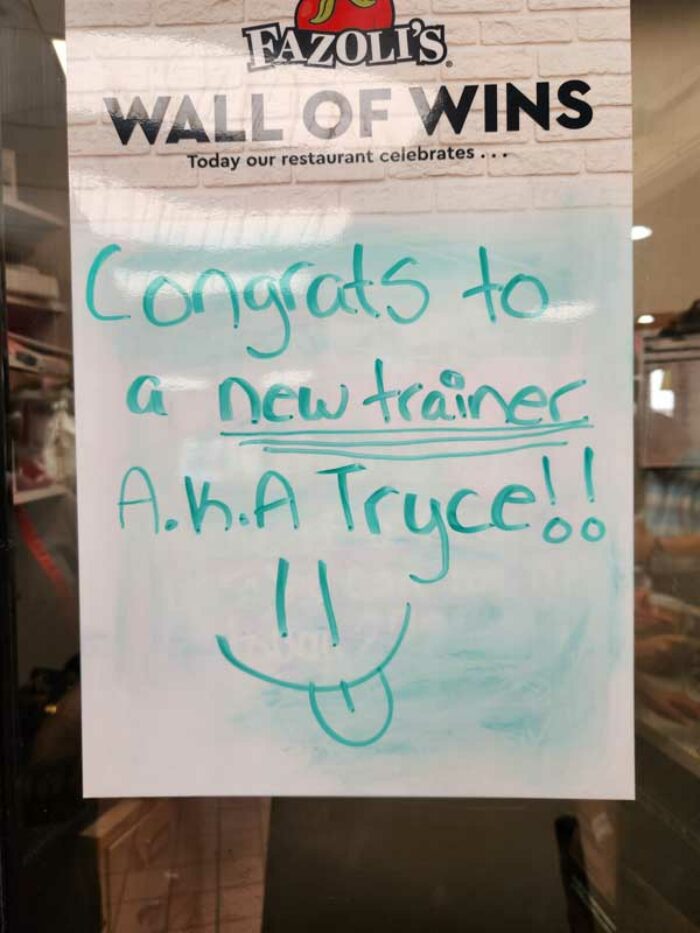 FAZOLI'S
WALL OF WINS
Today our restaurant celebrates . . .
Congrats to
a new trainer
A.K.A Tryce!!